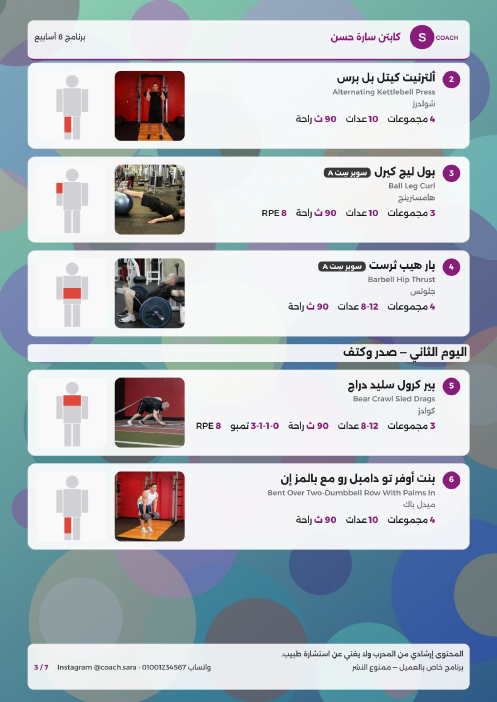 S COACH
كابتن سارة حسن
برنامج 8 أسابيع
2
ألترنيت كيتل بل برس
Alternating Kettlebell Press
شولدرز
4 مجموعات 10 عدات 90 ث راحة
3
بول ليج كيرل سوبر ست A
Ball Leg Curl
هامسترينج
3 مجموعات 10 عدات 90 ث راحة RPE 8
4
بار هيب ثرست سوبر ست A
Barbell Hip Thrust
جلوتس
4 مجموعات 8-12 عدات 90 ث راحة
اليوم الثاني – صدر وكتف
5
بير كرول سليد دراج
Bear Crawl Sled Drags
كوادز
3 مجموعات 8-12 عدات 90 ث راحة 3-1-1-0 تمبو RPE 8
6
بنت أوفر تو دامبل رو مع بالمز إن
Bent Over Two-Dumbbell Row With Palms In
ميدل باك
4 مجموعات 10 عدات 90 ث راحة
المحتوى إرشادي من المدرب ولا يغني عن استشارة طبيب.
برنامج خاص بالعميل – ممنوع النشر
واتساب 01001234567 · Instagram @coach.sara
3 / 7